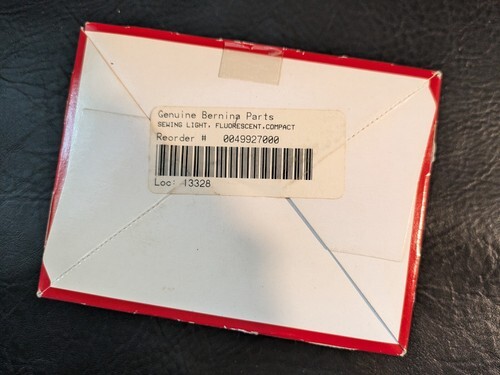 Genuine Bernina Parts
SEWING LIGHT, FLUORESCENT,COMPACT
Reorder # 0049927000
Loc: 13328